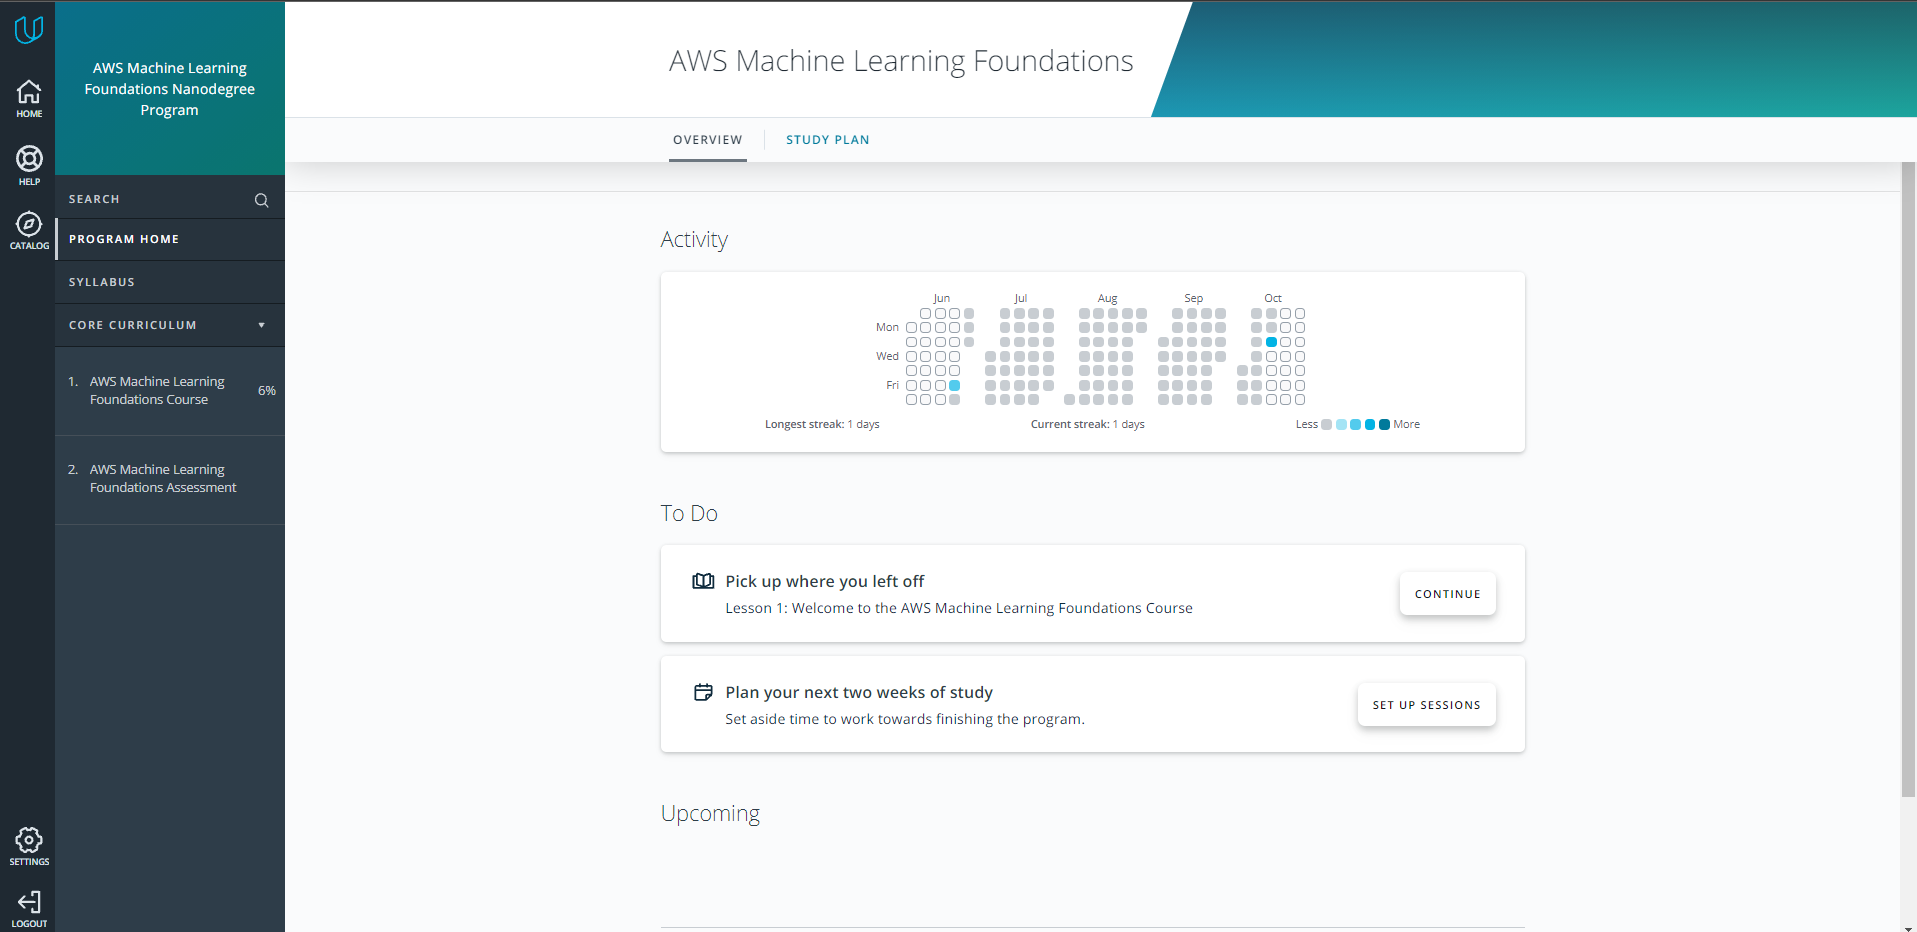 HOME
HELP
CATALOG
SETTINGS
LOGOUT
AWS Machine Learning
Foundations Nanodegree
Program
SEARCH
PROGRAM HOME
SYLLABUS
CORE CURRICULUM
1. AWS Machine Learning
Foundations Course
6%
2. AWS Machine Learning
Foundations Assessment
AWS Machine Learning Foundations
OVERVIEW
STUDY PLAN
Activity
Jun Jul Aug Sep Oct
Mon
Wed
Fri
Longest streak: 1 days
Current streak: 1 days
Less More
To Do
Pick up where you left off
Lesson 1: Welcome to the AWS Machine Learning Foundations Course
CONTINUE
Plan your next two weeks of study
Set aside time to work towards finishing the program.
SET UP SESSIONS
Upcoming